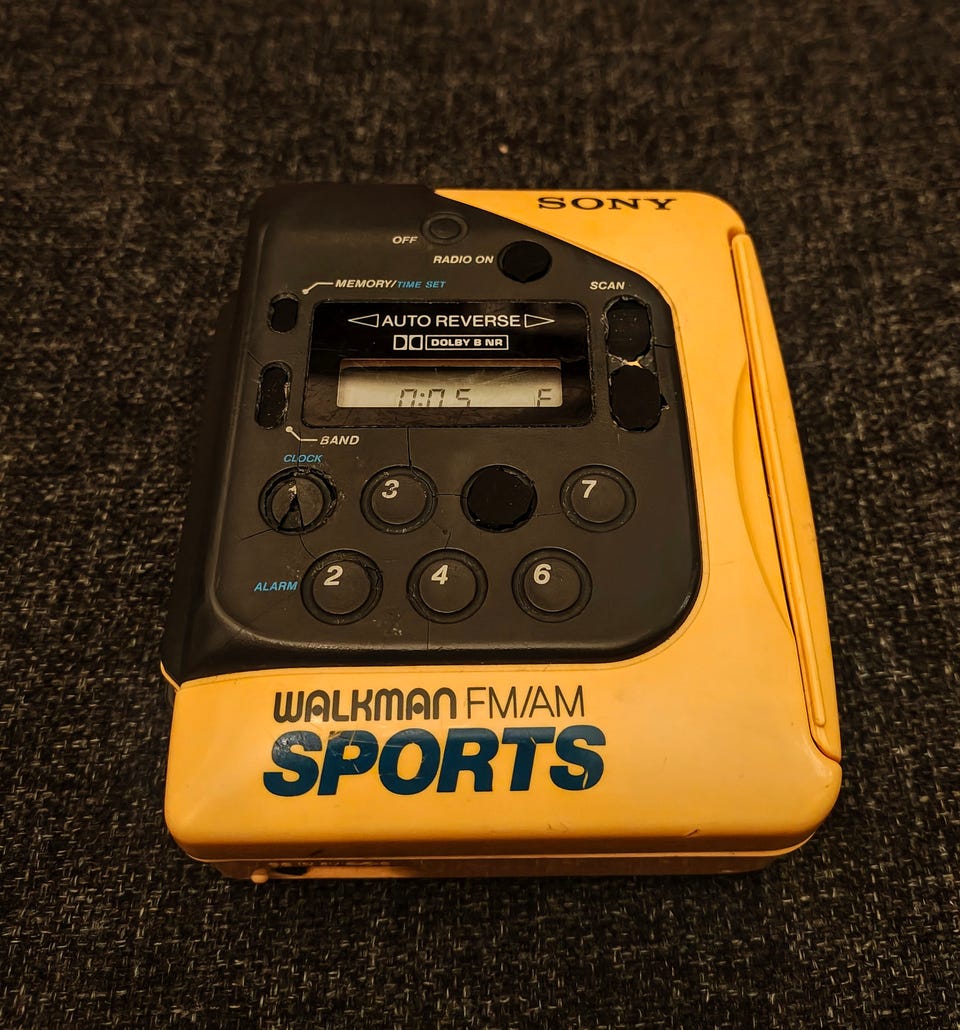 SONY
OFF
RADIO ON
MEMORY/TIME SET
SCAN
◁AUTO REVERSE▷
DOLBY B NR
0:05 F
BAND
CLOCK
1 3 7
ALARM 2 4 6
WALKMAN FM/AM
SPORTS